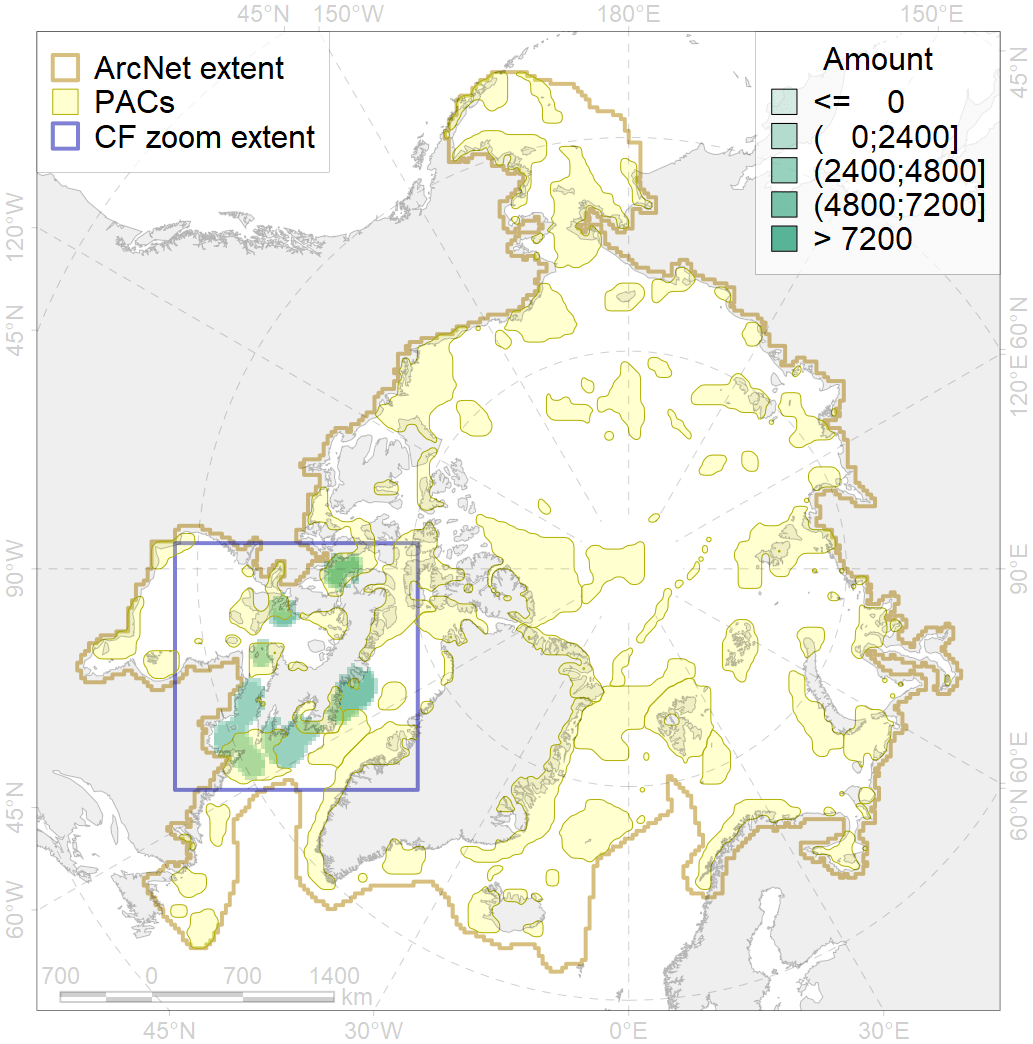 45°N 150°W 180°E 150°E
ArcNet extent
PACs
CF zoom extent
Amount
<= 0
( 0;2400]
(2400;4800]
(4800;7200]
> 7200
45°N
120°W
45°N
60°N
120°E
90°W
90°E
45°N
60°E
60°N
60°W
700 0 700 1400
km
45°N 30°W 0°E 30°E